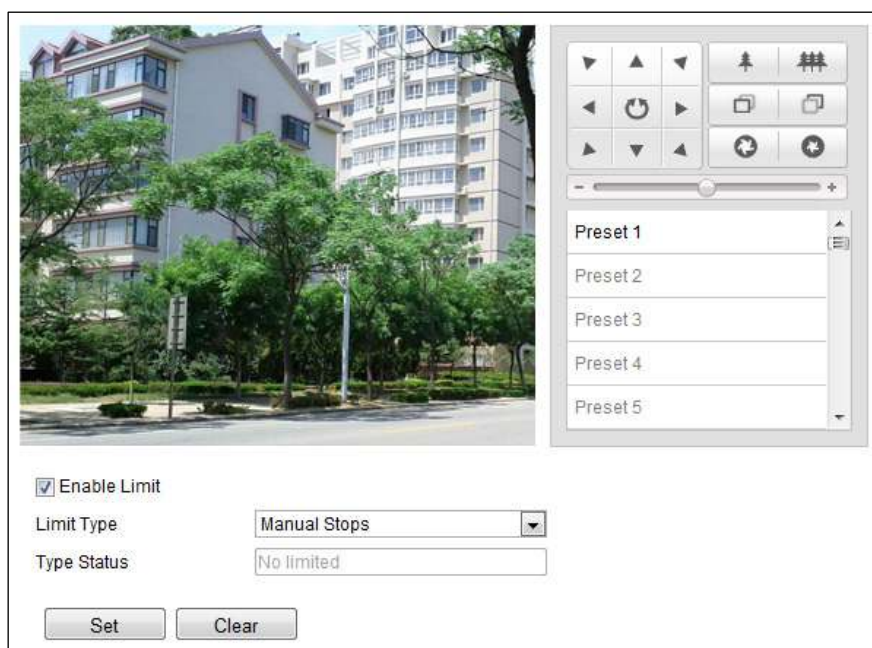 Preset 1
Preset 2
Preset 3
Preset 4
Preset 5
Enable Limit
Limit Type Manual Stops
Type Status No limited
Set Clear